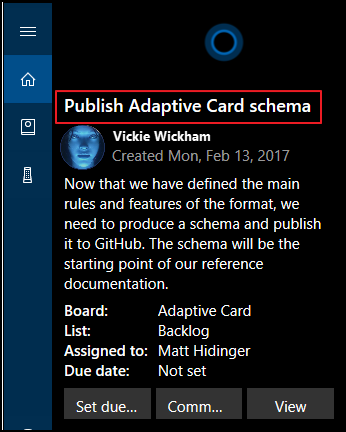 Publish Adaptive Card schema
Vickie Wickham
Created Mon, Feb 13, 2017
Now that we have defined the main
rules and features of the format, we
need to produce a schema and publish
it to GitHub. The schema will be the
starting point of our reference
documentation.
Board: Adaptive Card
List: Backlog
Assigned to: Matt Hidinger
Due date: Not set
Set due... Comm... View